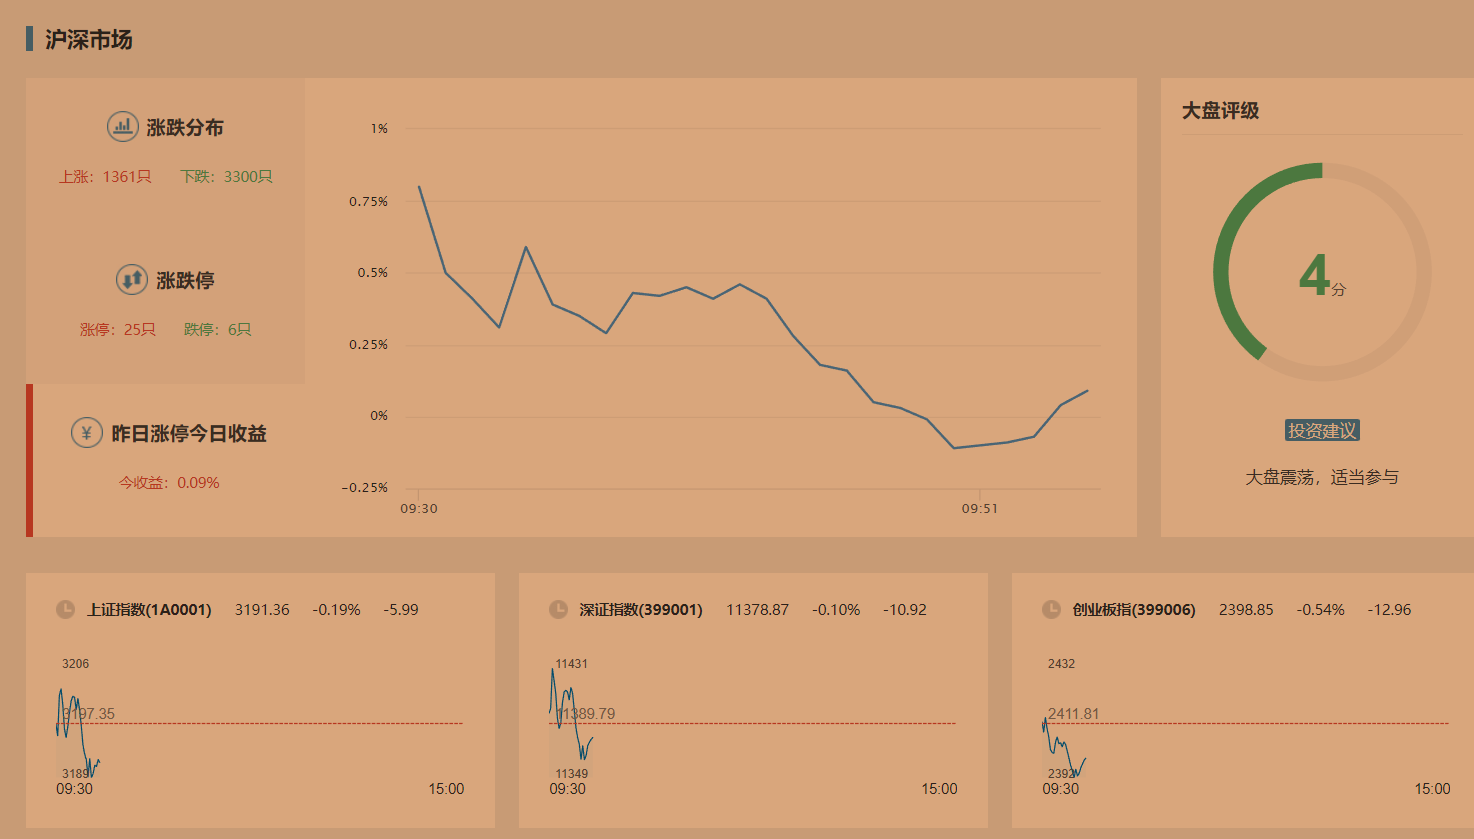 沪深市场
涨跌分布
上涨：1361只 下跌：3300只
涨跌停
涨停：25只 跌停：6只
昨日涨停今日收益
今收益：0.09%
1%
0.75%
0.5%
0.25%
0%
-0.25%
09:30 09:51
大盘评级
4分
投资建议
大盘震荡，适当参与
上证指数(1A0001) 3191.36 -0.19% -5.99
3206
3197.35
3189
09:30 15:00
深证指数(399001) 11378.87 -0.10% -10.92
11431
11389.79
11349
09:30 15:00
创业板指(399006) 2398.85 -0.54% -12.96
2432
2411.81
2392
09:30 15:00